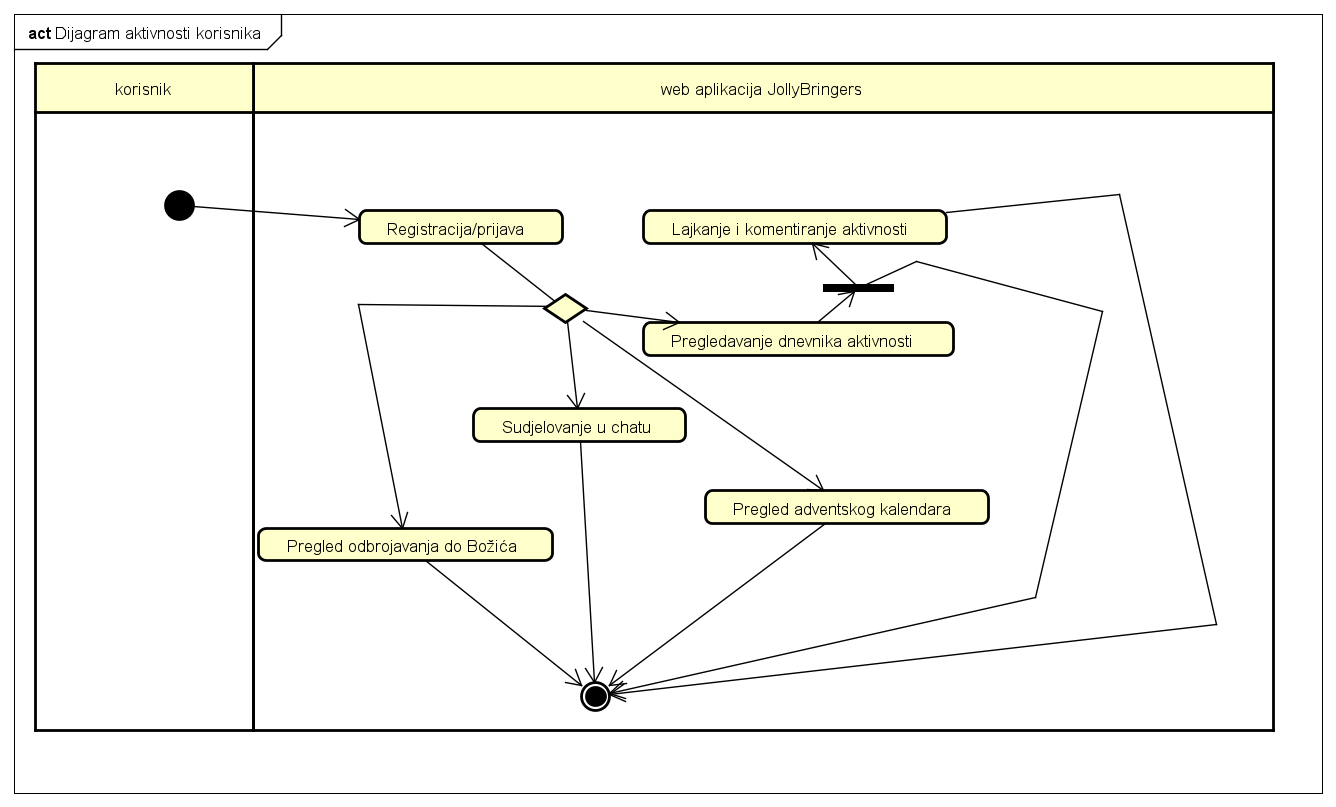 act Dijagram aktivnosti korisnika
korisnik
web aplikacija JollyBringers
Registracija/prijava
Lajkanje i komentiranje aktivnosti
Pregledavanje dnevnika aktivnosti
Sudjelovanje u chatu
Pregled adventskog kalendara
Pregled odbrojavanja do Božića